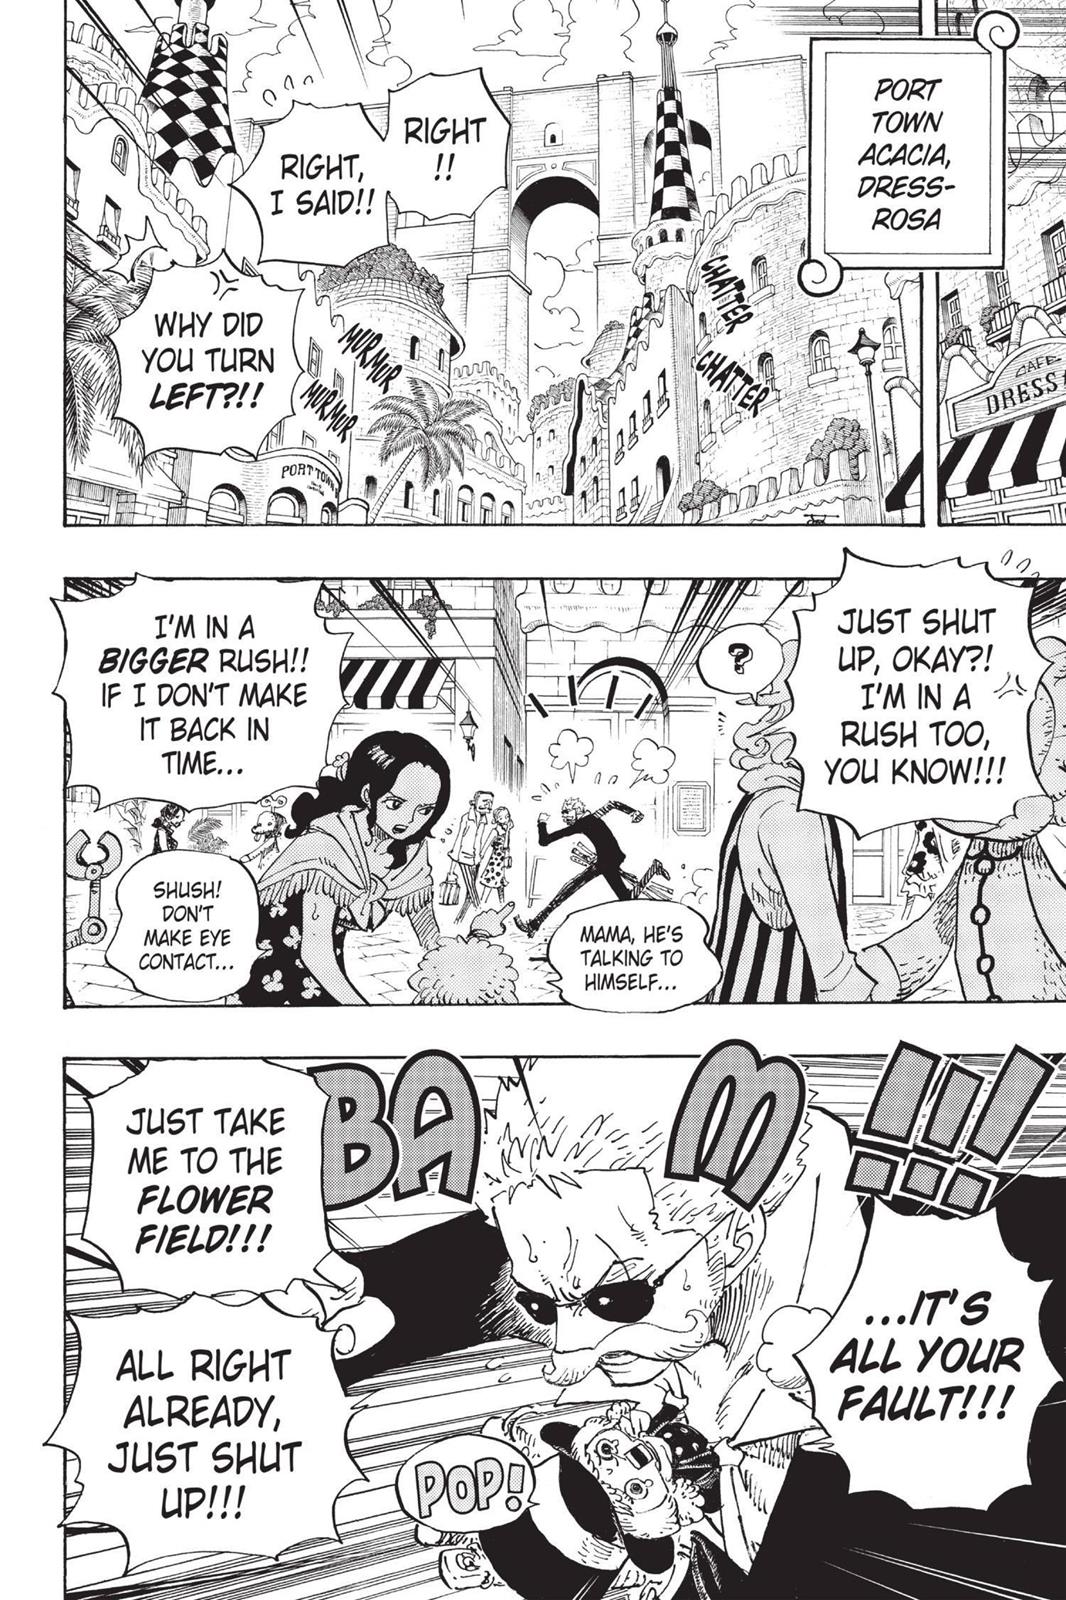 PORT
TOWN
ACACIA,
DRESS-
ROSA
CAFE
DRESS
RIGHT
!!
RIGHT,
I SAID!!
CHATTER
CHATTER
WHY DID
YOU TURN
LEFT?!!
MURMUR
MURMUR
PORT TOWN
JUST SHUT
UP, OKAY?!
I'M IN A
RUSH TOO,
YOU KNOW!!!
?
I'M IN A
BIGGER RUSH!!
IF I DON'T MAKE
IT BACK IN
TIME...
MAMA, HE'S
TALKING TO
HIMSELF...
SHUSH!
DON'T
MAKE EYE
CONTACT...
BAM!!!
...IT'S
ALL YOUR
FAULT!!!
JUST TAKE
ME TO THE
FLOWER
FIELD!!!
POP!
ALL RIGHT
ALREADY,
JUST SHUT
UP!!!